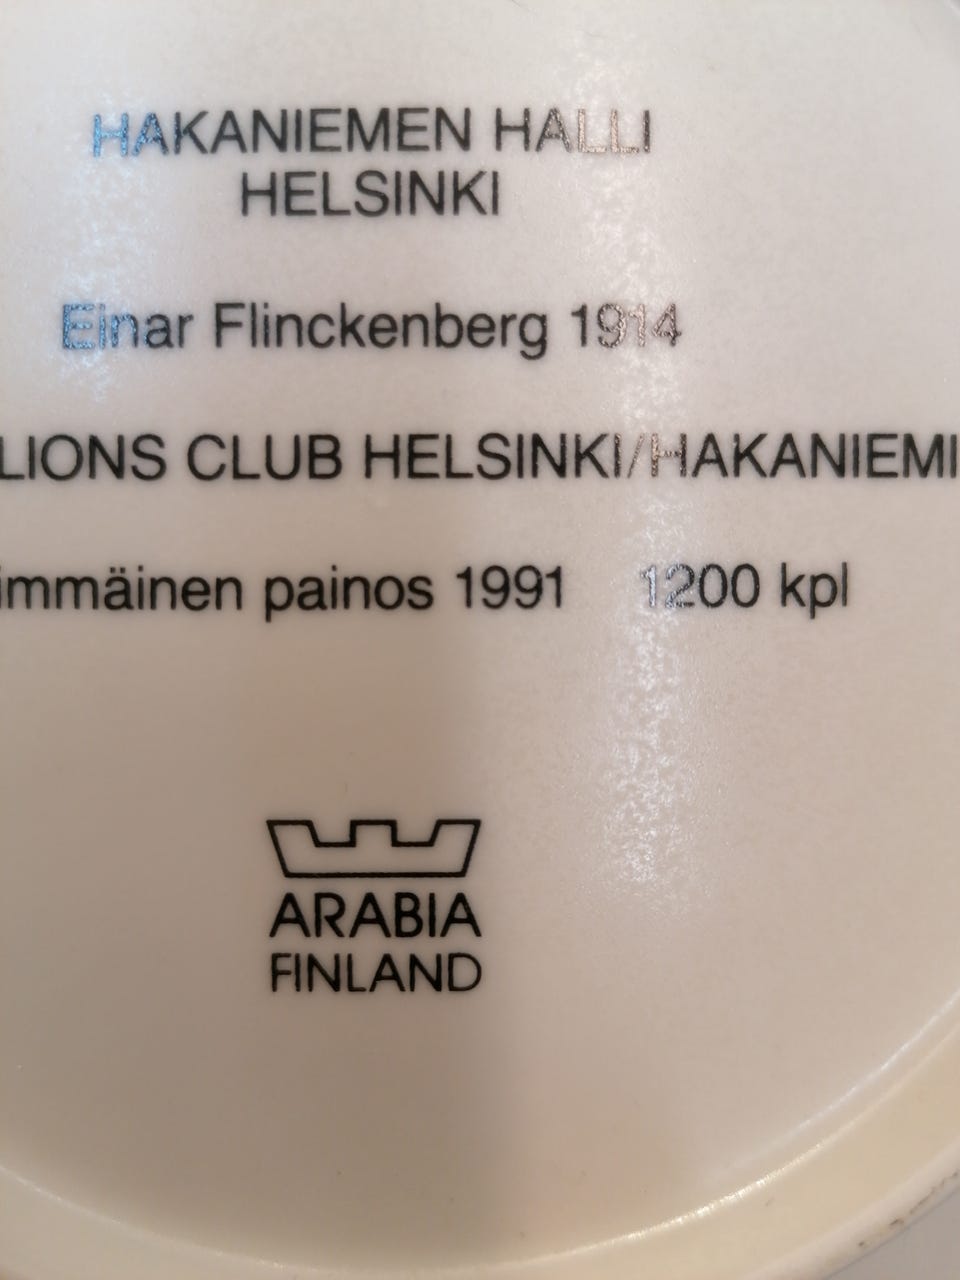 HAKANIEMEN HALLI
HELSINKI
Einar Flinckenberg 1914
LIONS CLUB HELSINKI/HAKANIEMI
immäinen painos 1991 1200 kpl
ARABIA
FINLAND